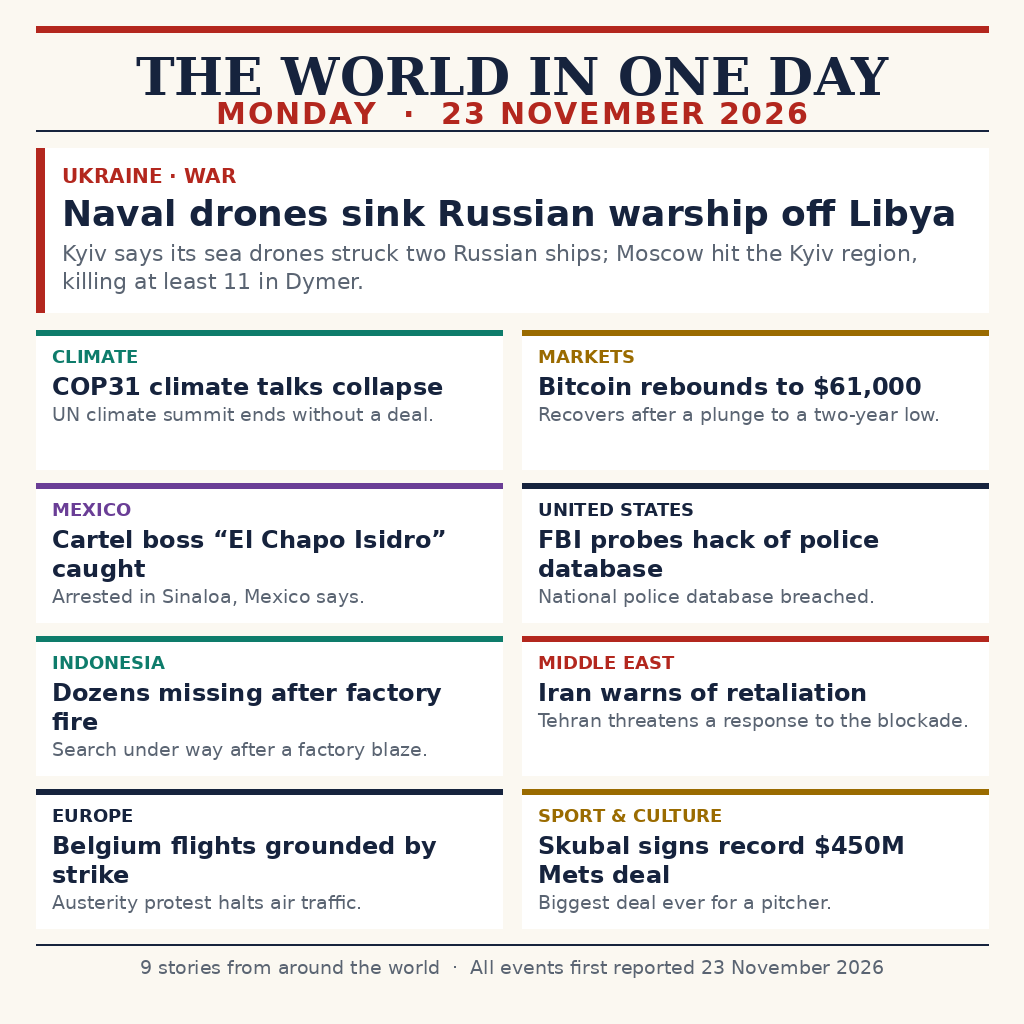 THE WORLD IN ONE DAY
MONDAY · 23 NOVEMBER 2026
UKRAINE · WAR
Naval drones sink Russian warship off Libya
Kyiv says its sea drones struck two Russian ships; Moscow hit the Kyiv region,
killing at least 11 in Dymer.
CLIMATE
COP31 climate talks collapse
UN climate summit ends without a deal.
MARKETS
Bitcoin rebounds to $61,000
Recovers after a plunge to a two-year low.
MEXICO
Cartel boss “El Chapo Isidro”
caught
Arrested in Sinaloa, Mexico says.
UNITED STATES
FBI probes hack of police
database
National police database breached.
INDONESIA
Dozens missing after factory
fire
Search under way after a factory blaze.
MIDDLE EAST
Iran warns of retaliation
Tehran threatens a response to the blockade.
EUROPE
Belgium flights grounded by
strike
Austerity protest halts air traffic.
SPORT & CULTURE
Skubal signs record $450M
Mets deal
Biggest deal ever for a pitcher.
9 stories from around the world · All events first reported 23 November 2026